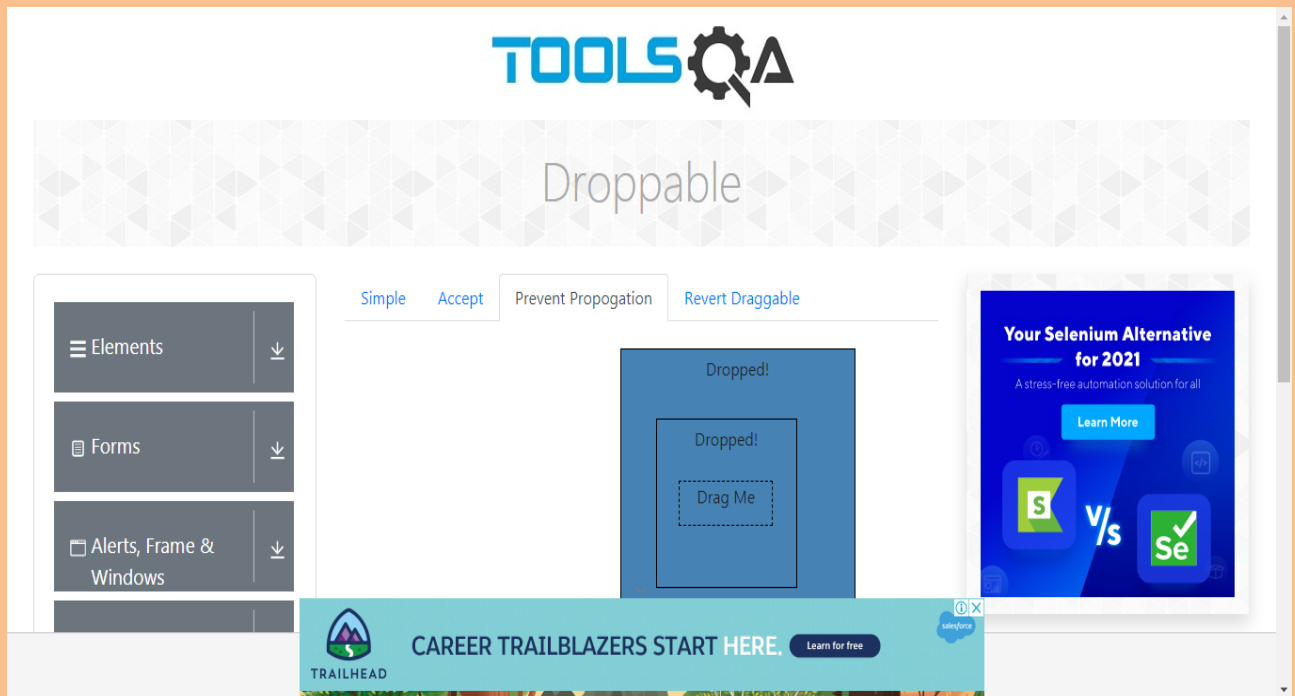 TOOLSQA
Droppable
Elements
Forms
Alerts, Frame &
Windows
Simple
Accept
Prevent Propogation
Revert Draggable
Dropped!
Dropped!
Drag Me
Your Selenium Alternative
for 2021
A stress-free automation solution for all
Learn More
S
V/s
Se
TRAILHEAD
CAREER TRAILBLAZERS START HERE.
Learn for free
salesforce